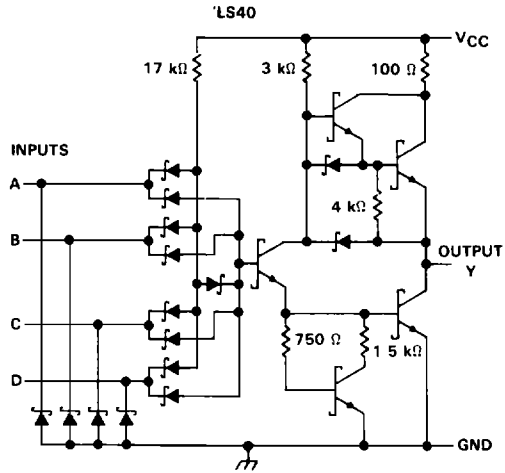 'LS40
VCC
17 kΩ
3 kΩ
100 Ω
INPUTS
A
4 kΩ
B
OUTPUT
Y
C
750 Ω
1 5 kΩ
D
GND